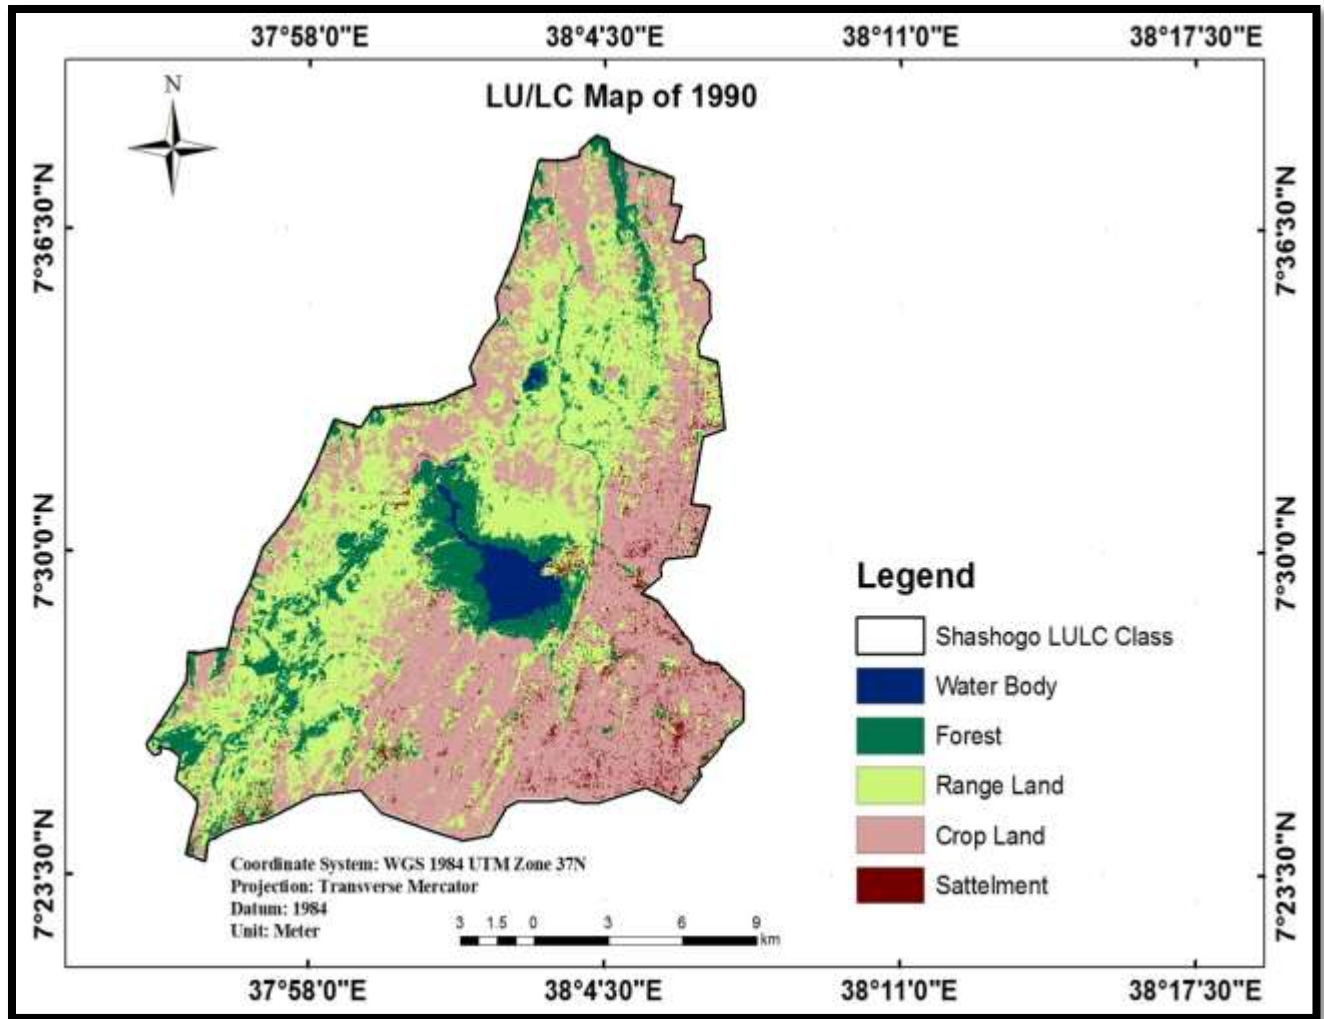 37°58'0"E 38°4'30"E 38°11'0"E 38°17'30"E
N
LU/LC Map of 1990
7°36'30"N
7°36'30"N
7°30'0"N
7°30'0"N
7°23'30"N
7°23'30"N
Legend
Shashogo LULC Class
Water Body
Forest
Range Land
Crop Land
Sattelment
Coordinate System: WGS 1984 UTM Zone 37N
Projection: Transverse Mercator
Datum: 1984
Unit: Meter
3 1.5 0 3 6 9
km
37°58'0"E 38°4'30"E 38°11'0"E 38°17'30"E